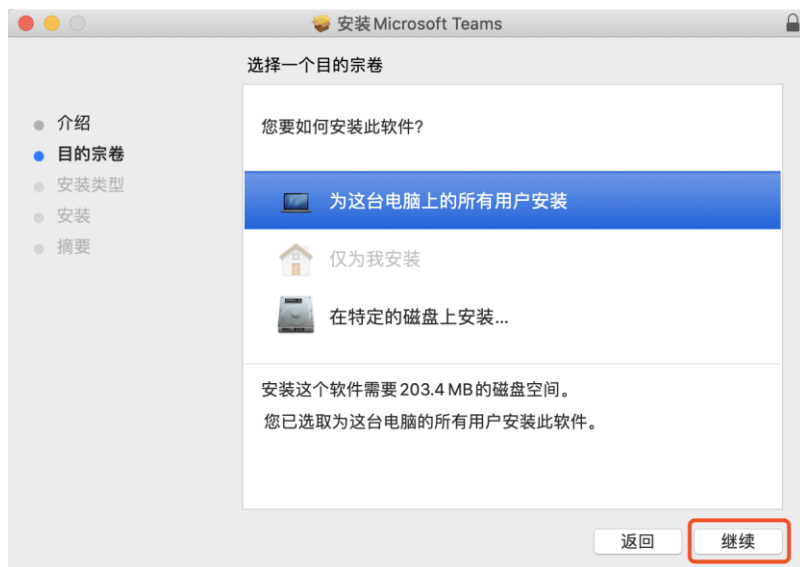 安装Microsoft Teams
选择一个目的宗卷
介绍
目的宗卷
安装类型
安装
摘要
您要如何安装此软件?
为这台电脑上的所有用户安装
仅为我安装
在特定的磁盘上安装...
安装这个软件需要203.4 MB的磁盘空间。
您已选取为这台电脑的所有用户安装此软件。
返回
继续